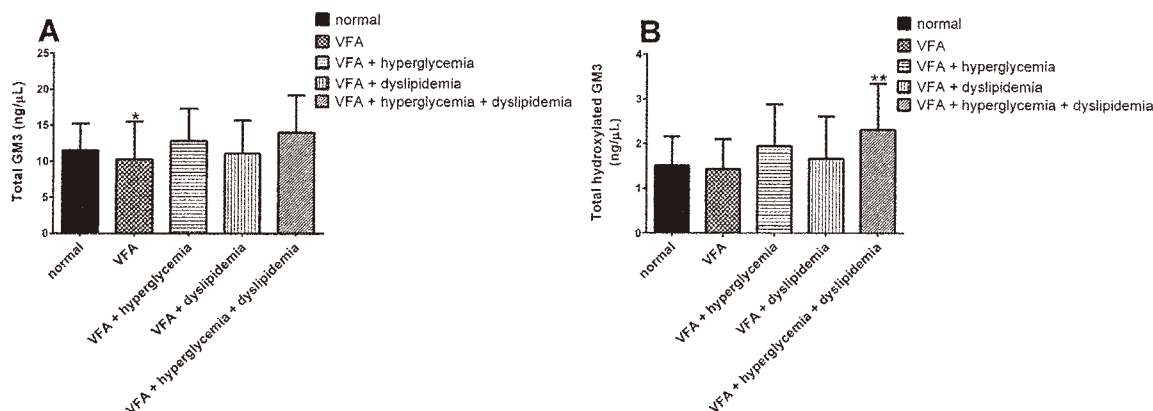 A
normal
VFA
VFA + hyperglycemia
VFA + dyslipidemia
VFA + hyperglycemia + dyslipidemia
Total GM3 (ng/µL)
25
20
15
10
5
0
*
normal
VFA
VFA + hyperglycemia
VFA + dyslipidemia
VFA + hyperglycemia + dyslipidemia
B
normal
VFA
VFA + hyperglycemia
VFA + dyslipidemia
VFA + hyperglycemia + dyslipidemia
Total hydroxylated GM3
(ng/µL)
4
3
2
1
0
**
normal
VFA
VFA + hyperglycemia
VFA + dyslipidemia
VFA + hyperglycemia + dyslipidemia